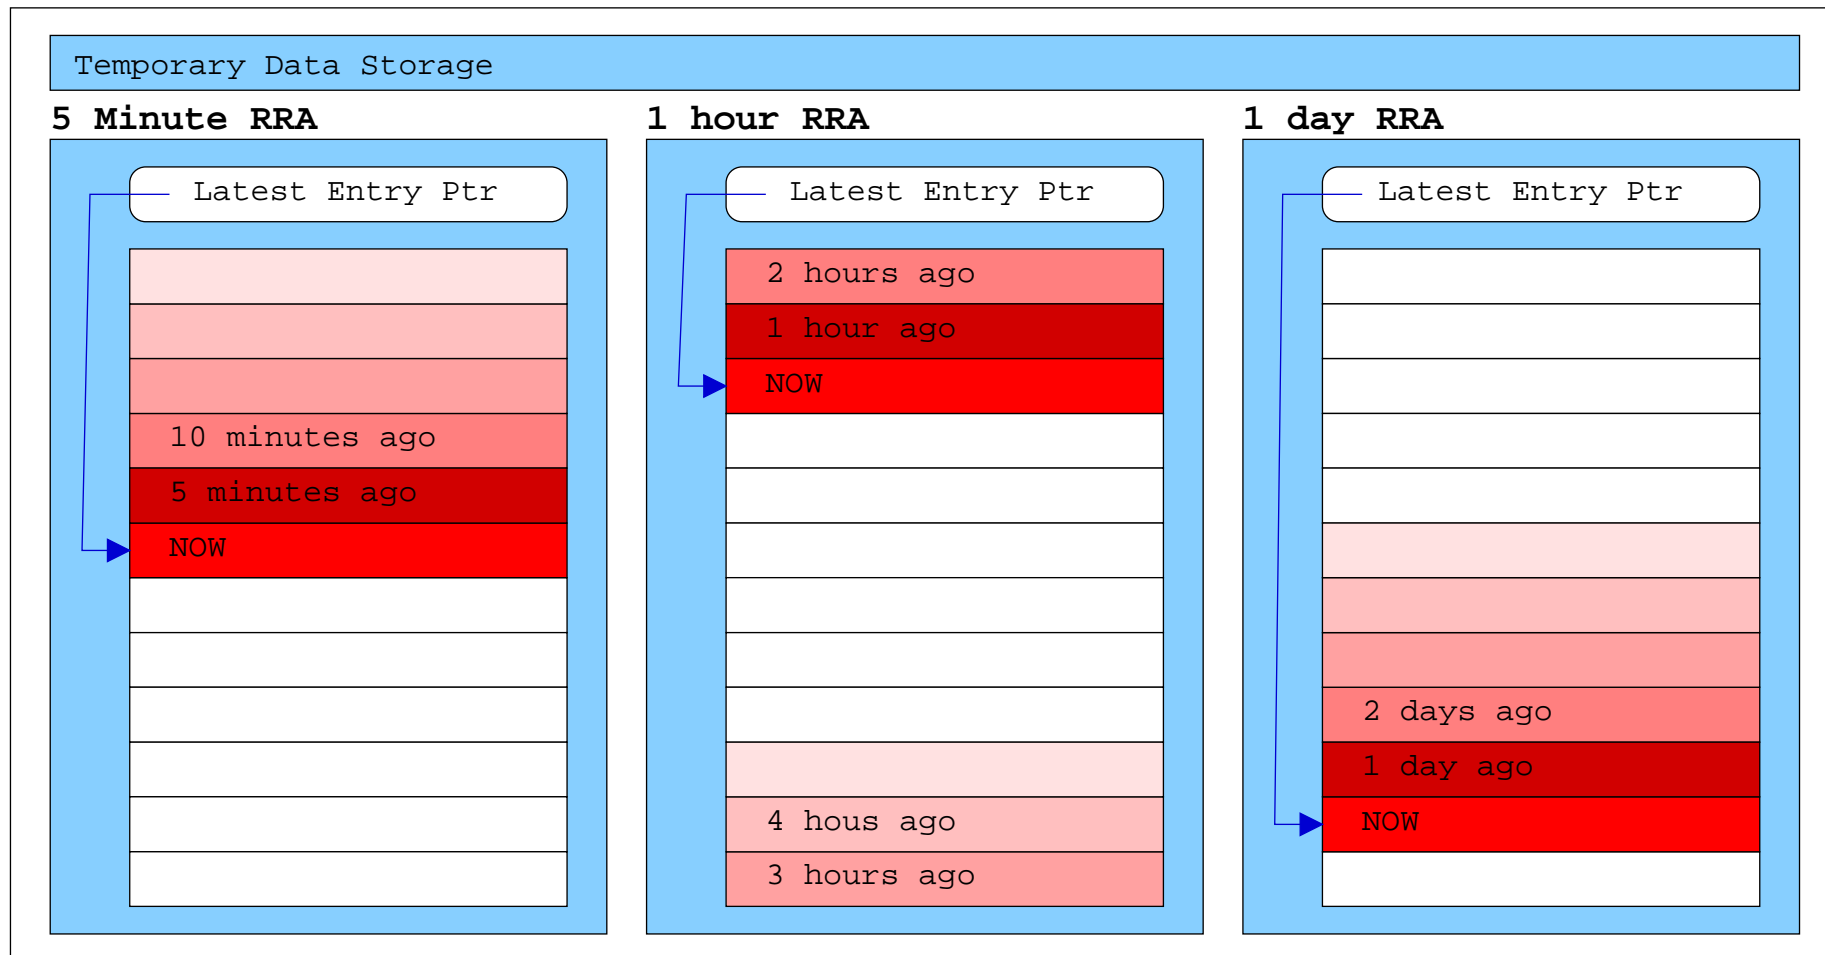 Temporary Data Storage
5 Minute RRA
Latest Entry Ptr
10 minutes ago
5 minutes ago
NOW
1 hour RRA
Latest Entry Ptr
2 hours ago
1 hour ago
NOW
4 hous ago
3 hours ago
1 day RRA
Latest Entry Ptr
2 days ago
1 day ago
NOW